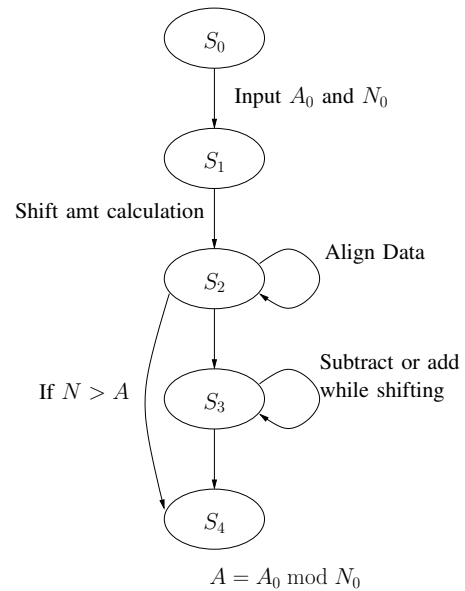 S₀
Input A₀ and N₀
S₁
Shift amt calculation
S₂
Align Data
If N > A
Subtract or add
while shifting
S₃
S₄
A = A₀ mod N₀